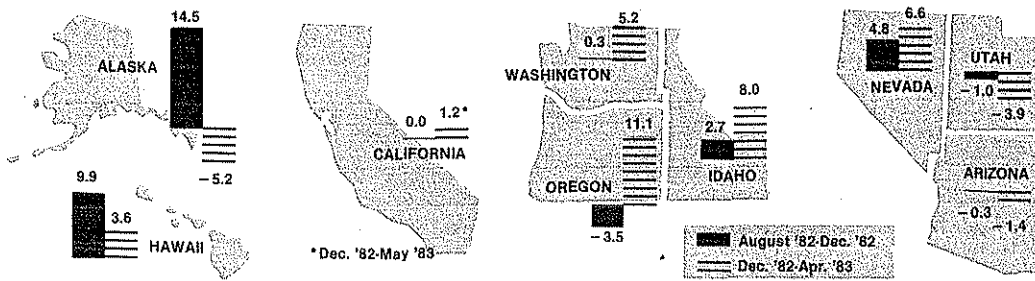 14.5
ALASKA
– 5.2
9.9
3.6
HAWAII
0.0
1.2*
CALIFORNIA
*Dec. '82-May '83
0.3
5.2
WASHINGTON
11.1
OREGON
– 3.5
2.7
8.0
IDAHO
4.8
6.6
NEVADA
UTAH
– 1.0
– 3.9
ARIZONA
– 0.3
– 1.4
August '82-Dec. '82
Dec. '82-Apr. '83